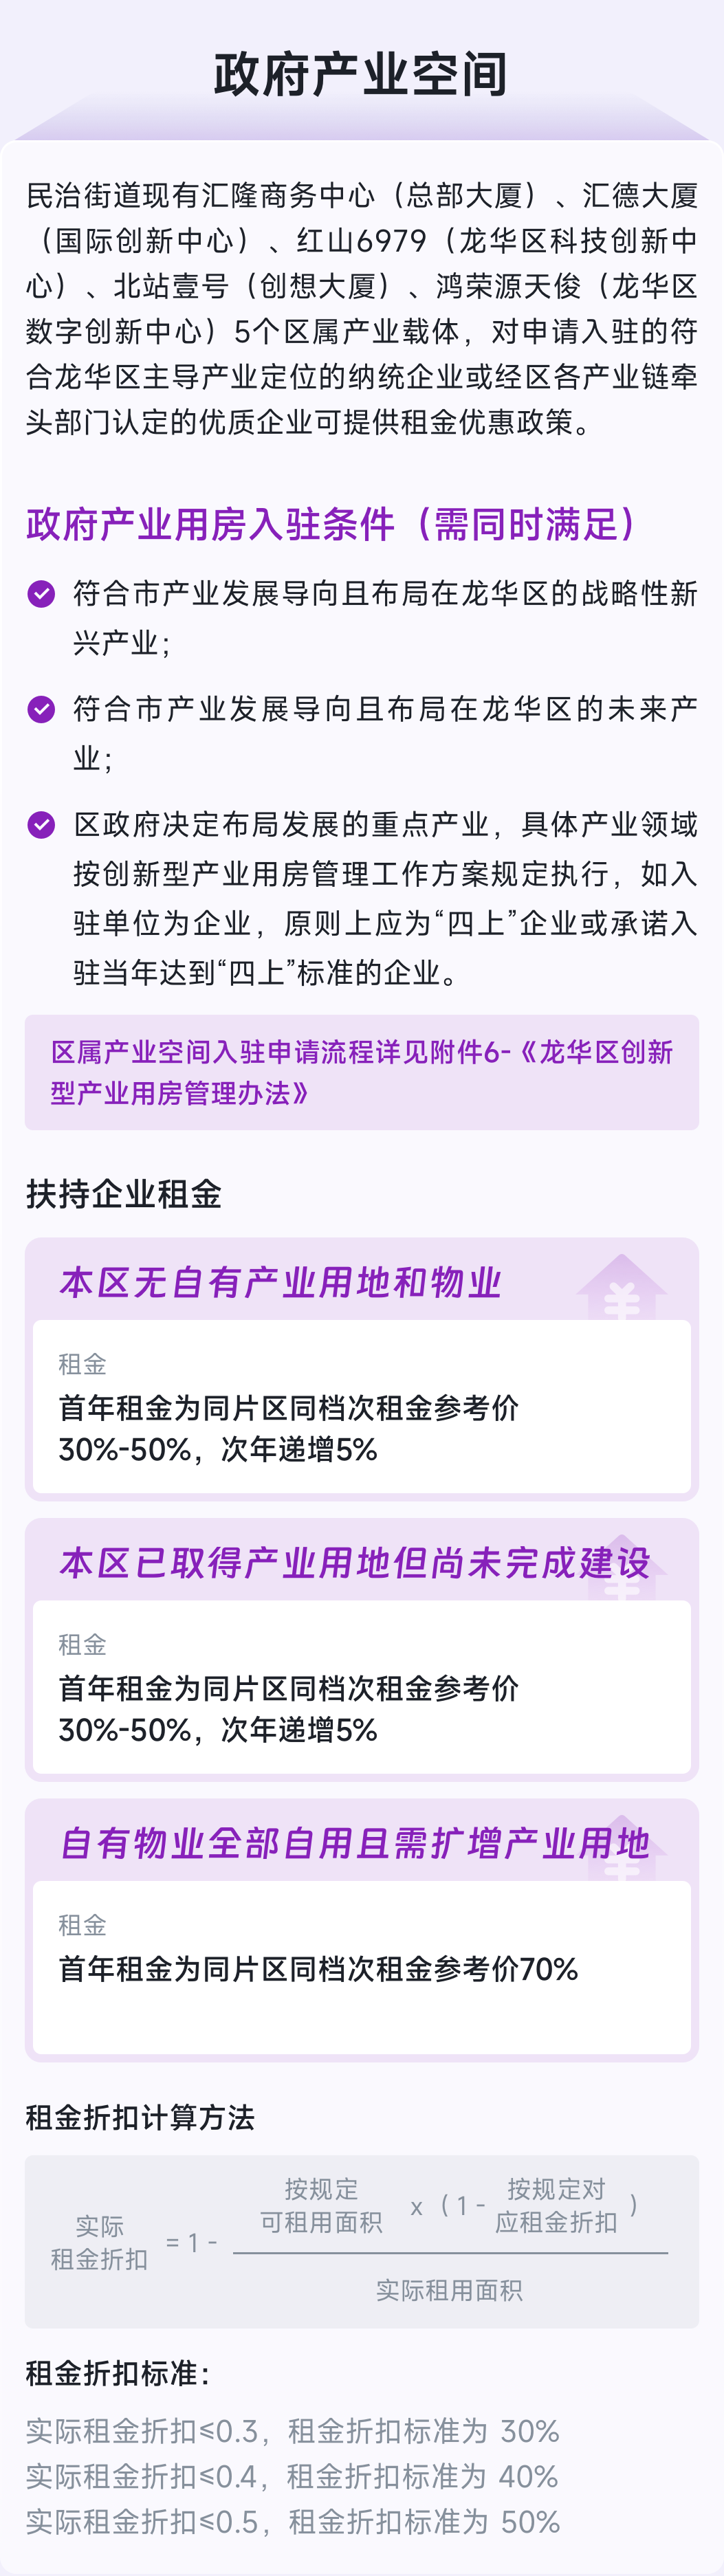 政府产业空间
民治街道现有汇隆商务中心（总部大厦）、汇德大厦
（国际创新中心）、红山6979（龙华区科技创新中
心）、北站壹号（创想大厦）、鸿荣源天俊（龙华区
数字创新中心）5个区属产业载体，对申请入驻的符
合龙华区主导产业定位的纳统企业或经区各产业链牵
头部门认定的优质企业可提供租金优惠政策。
政府产业用房入驻条件（需同时满足）
符合市产业发展导向且布局在龙华区的战略性新
兴产业；
符合市产业发展导向且布局在龙华区的未来产
业；
区政府决定布局发展的重点产业，具体产业领域
按创新型产业用房管理工作方案规定执行，如入
驻单位为企业，原则上应为“四上”企业或承诺入
驻当年达到“四上”标准的企业。
区属产业空间入驻申请流程详见附件6-《龙华区创新
型产业用房管理办法》
扶持企业租金
本区无自有产业用地和物业
租金
首年租金为同片区同档次租金参考价
30%-50%，次年递增5%
本区已取得产业用地但尚未完成建设
租金
首年租金为同片区同档次租金参考价
30%-50%，次年递增5%
自有物业全部自用且需扩增产业用地
租金
首年租金为同片区同档次租金参考价70%
租金折扣计算方法
实际
租金折扣
= 1 -
按规定
可租用面积
x （ 1 -
按规定对
应租金折扣
）
实际租用面积
租金折扣标准：
实际租金折扣≤0.3，租金折扣标准为 30%
实际租金折扣≤0.4，租金折扣标准为 40%
实际租金折扣≤0.5，租金折扣标准为 50%